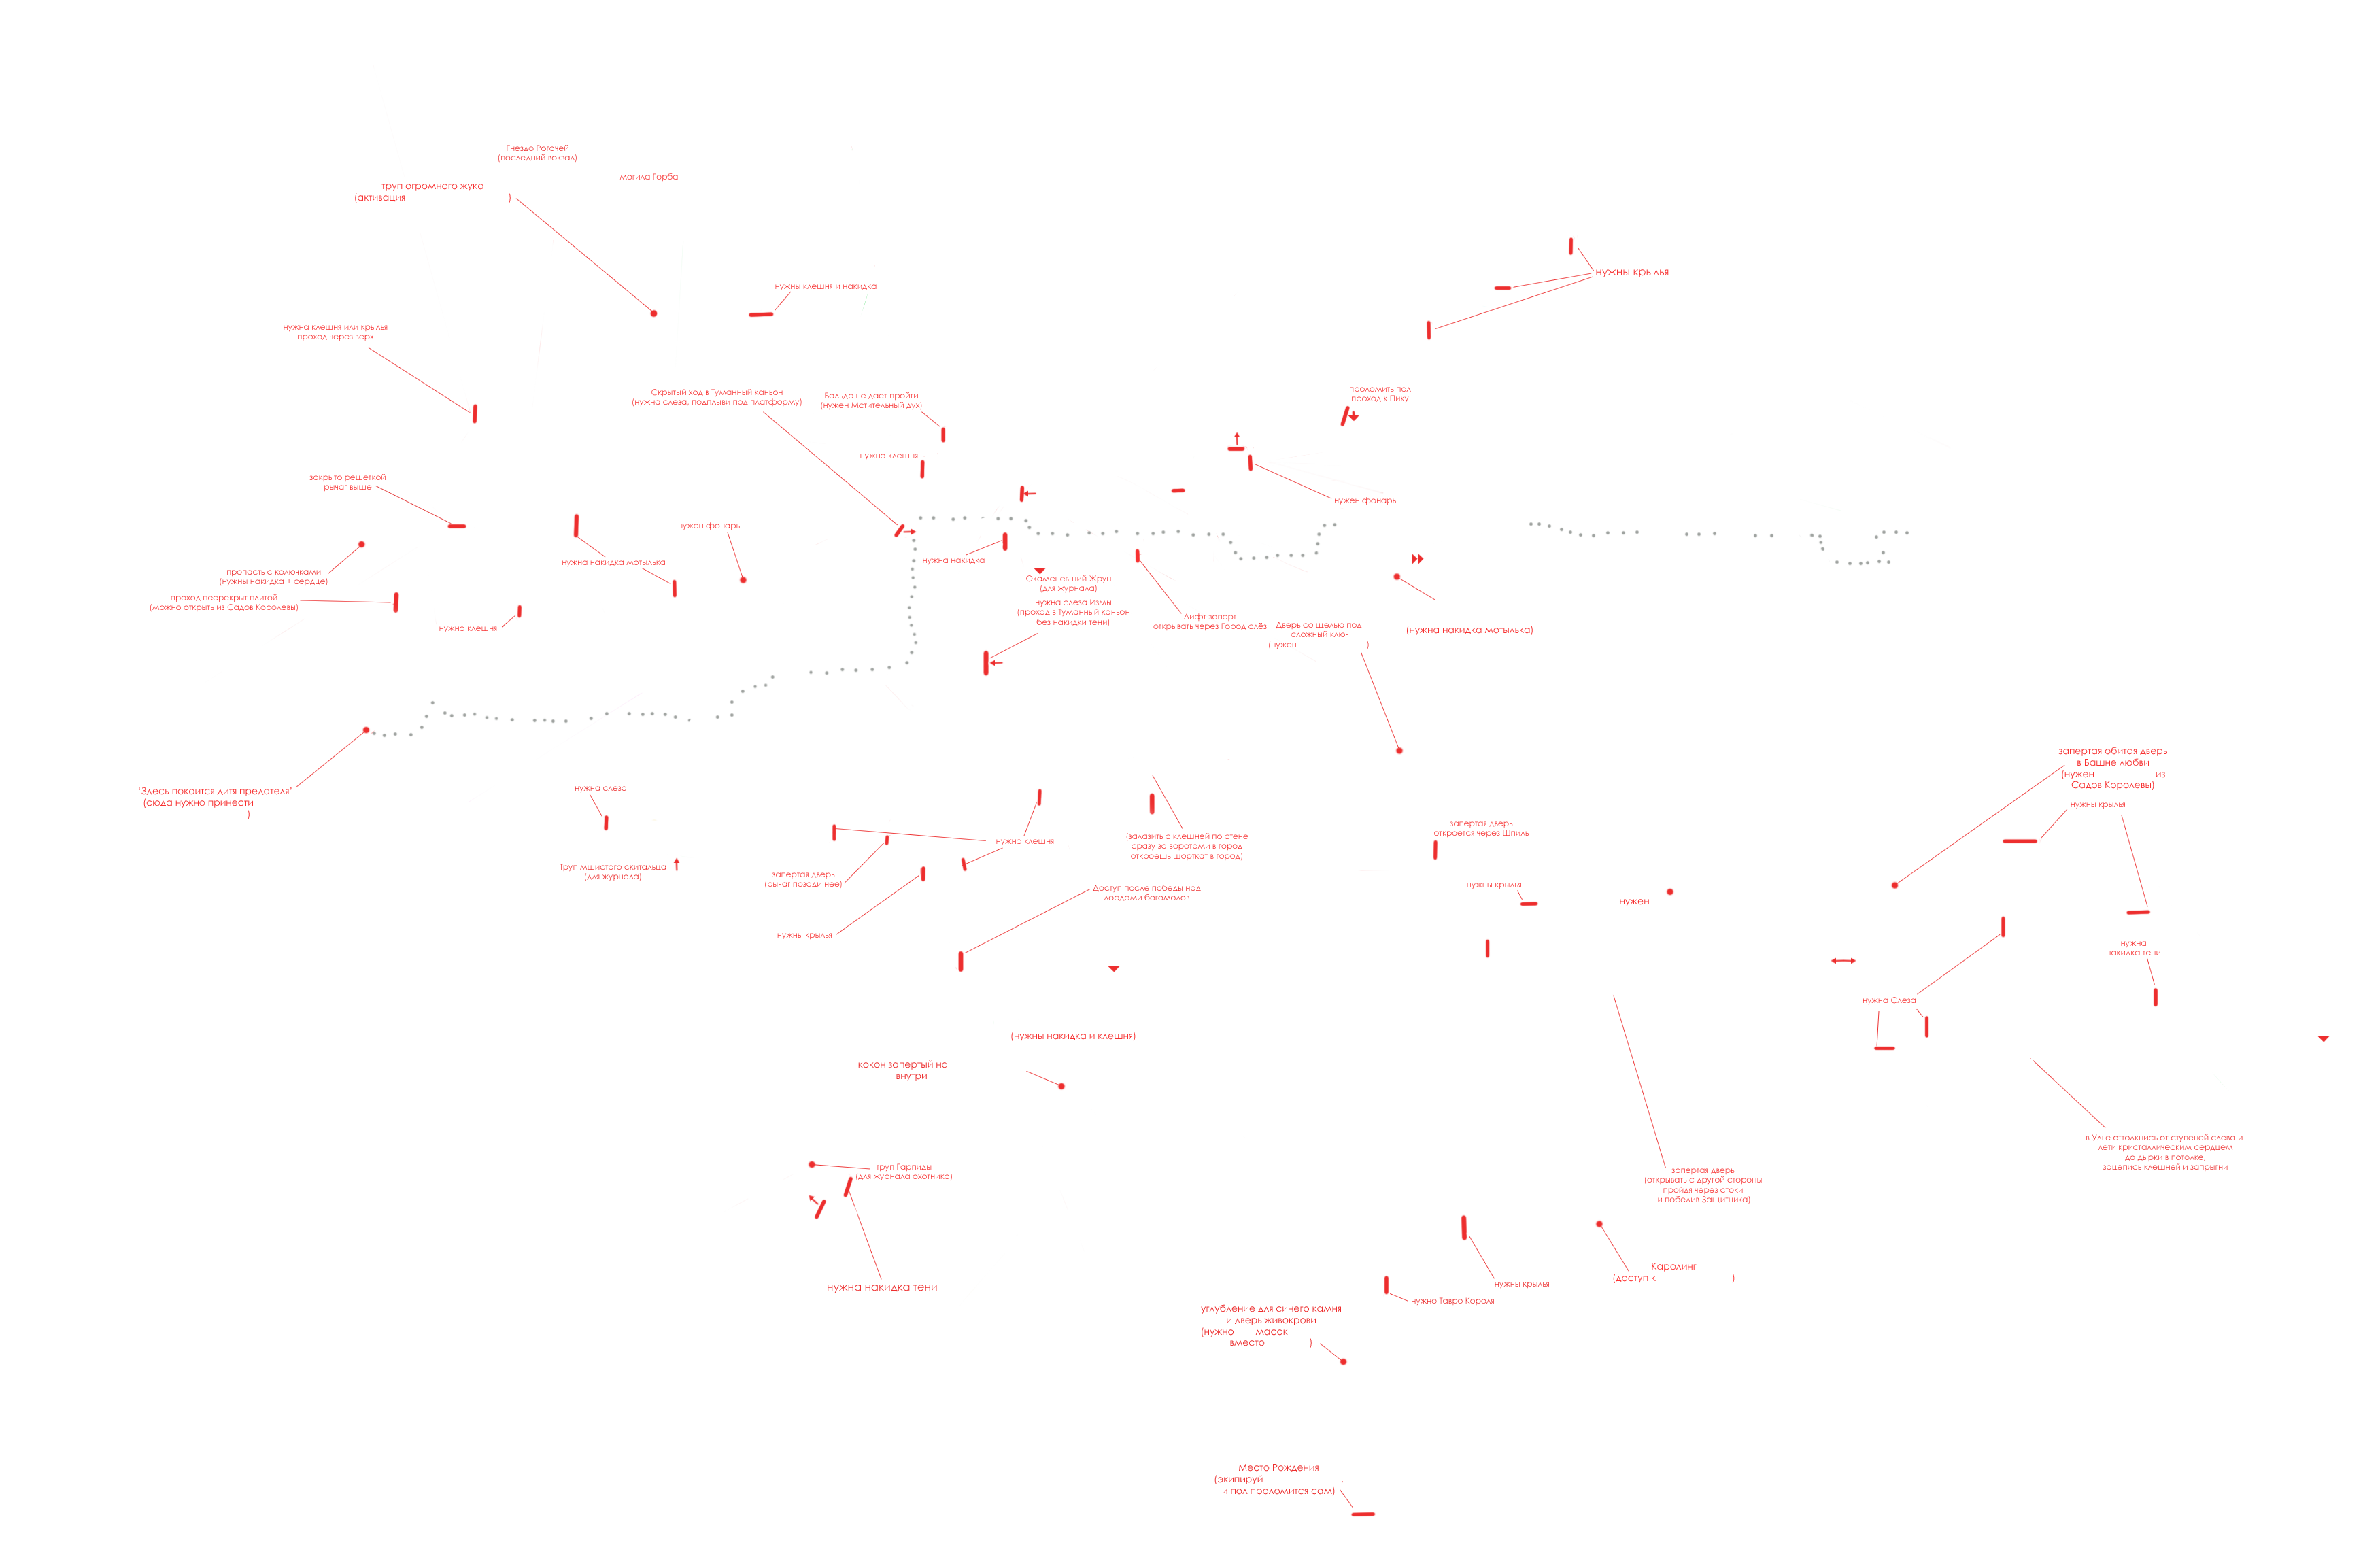 Гнездо Рогачей
(последний вокзал)
могила Горба
труп огромного жука
(активация )
нужны крылья
нужны клешня и накидка
нужна клешня или крылья
проход через верх
Скрытый ход в Туманный каньон
(нужна слеза, подплыви под платформу)
Бальдр не дает пройти
(нужен Мстительный дух)
проломить пол
проход к Пику
нужна клешня
закрыто решеткой
рычаг выше
нужен фонарь
нужен фонарь
нужна накидка мотылька
нужна накидка
пропасть с колючками
(нужны накидка + сердце)
Окаменевший Жрун
(для журнала)
проход пеерекрыт плитой
(можно открыть из Садов Королевы)
нужна слеза Измы
(проход в Туманный каньон
без накидки тени)
нужна клешня
Лифт заперт
открывать через Город слёз
Дверь со щелью под
сложный ключ
(нужен )
(нужна накидка мотылька)
запертая обитая дверь
в Башне любви
(нужен из
Садов Королевы)
‘Здесь покоится дитя предателя’
(сюда нужно принести
)
нужна слеза
нужны крылья
запертая дверь
откроется через Шпиль
(залазить с клешней по стене
сразу за воротами в город
откроешь шорткат в город)
нужна клешня
Труп мшистого скитальца
(для журнала)
запертая дверь
(рычаг позади нее)
Доступ после победы над
лордами богомолов
нужны крылья
нужен
нужны крылья
нужна
накидка тени
нужна Слеза
(нужны накидка и клешня)
кокон запертый на
внутри
в Улье оттолкнись от ступеней слева и
лети кристаллическим сердцем
до дырки в потолке,
зацепись клешней и запрыгни
труп Гарпиды
(для журнала охотника)
запертая дверь
(открывать с другой стороны
пройдя через стоки
и победив Защитника)
Каролинг
(доступ к )
нужна накидка тени
нужны крылья
нужно Тавро Короля
углубление для синего камня
и дверь живокрови
(нужно масок
вместо )
Место Рождения
(экипируй ,
и пол проломится сам)